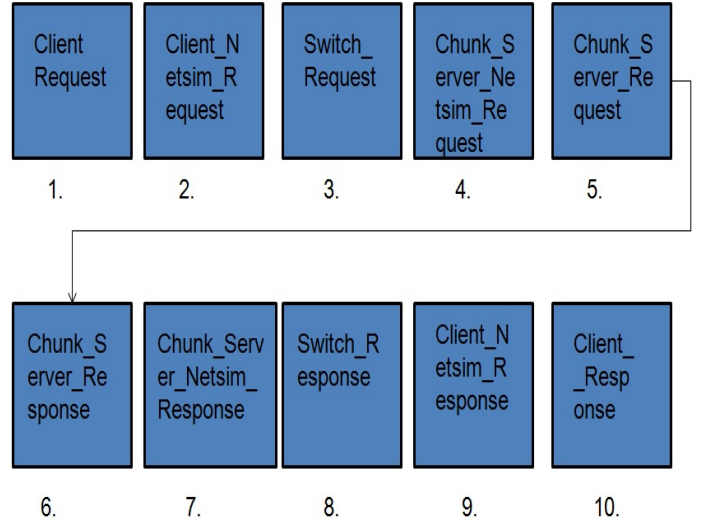 Client
Request
Client_N
etsim_R
equest
Switch_
Request
Chunk_S
erver_Ne
tsim_Re
quest
Chunk_S
erver_Re
quest
1.
2.
3.
4.
5.
Chunk_S
erver_Re
sponse
Chunk_Serv
er_Netsim_
Response
Switch_R
esponse
Client_N
etsim_R
esponse
Client_
_Resp
onse
6.
7.
8.
9.
10.